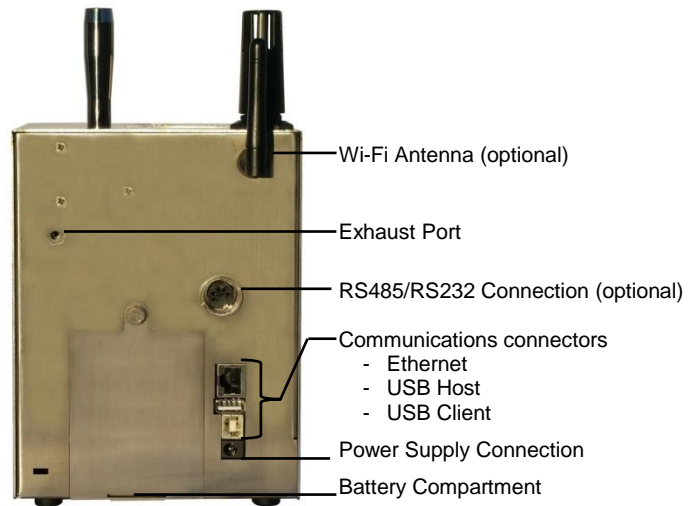 Wi-Fi Antenna (optional)
Exhaust Port
RS485/RS232 Connection (optional)
Communications connectors
- Ethernet
- USB Host
- USB Client
Power Supply Connection
Battery Compartment